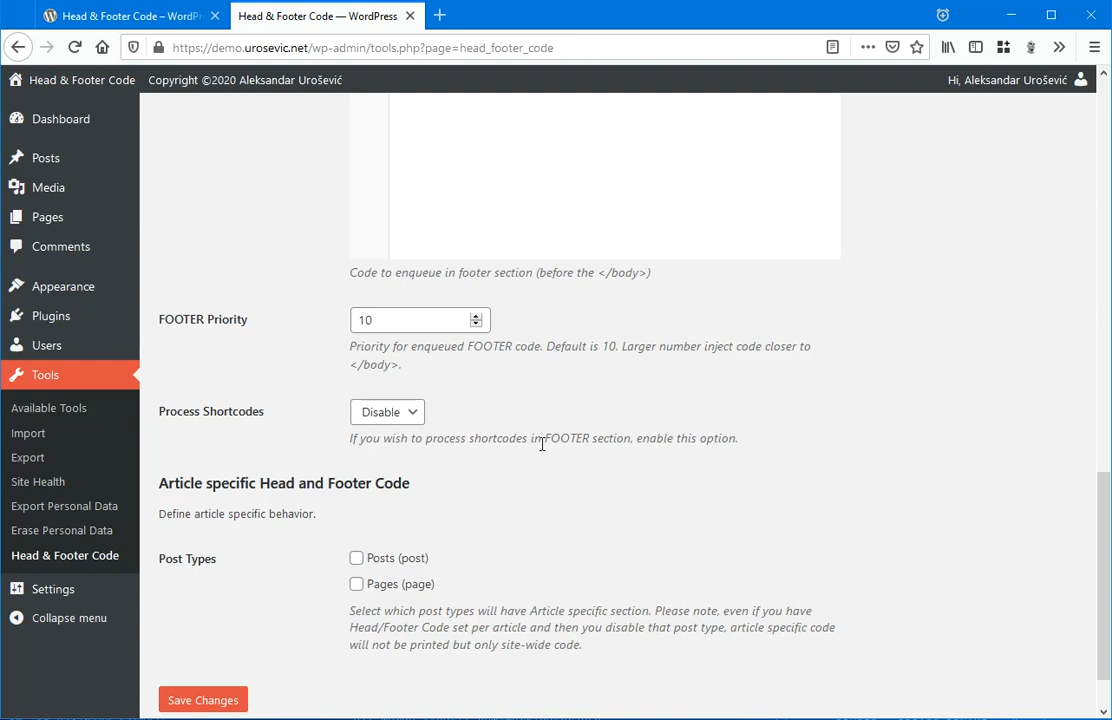 Head & Footer Code – WordPr
Head & Footer Code — WordPress
https://demo.urosevic.net/wp-admin/tools.php?page=head_footer_code
Head & Footer Code
Copyright ©2020 Aleksandar Urošević
Hi, Aleksandar Urošević
Dashboard
Posts
Media
Pages
Comments
Appearance
Plugins
Users
Tools
Available Tools
Import
Export
Site Health
Export Personal Data
Erase Personal Data
Head & Footer Code
Settings
Collapse menu
Code to enqueue in footer section (before the </body>)
FOOTER Priority
10
Priority for enqueued FOOTER code. Default is 10. Larger number inject code closer to
</body>.
Process Shortcodes
Disable
If you wish to process shortcodes in FOOTER section, enable this option.
Article specific Head and Footer Code
Define article specific behavior.
Post Types
Posts (post)
Pages (page)
Select which post types will have Article specific section. Please note, even if you have
Head/Footer Code set per article and then you disable that post type, article specific code
will not be printed but only site-wide code.
Save Changes